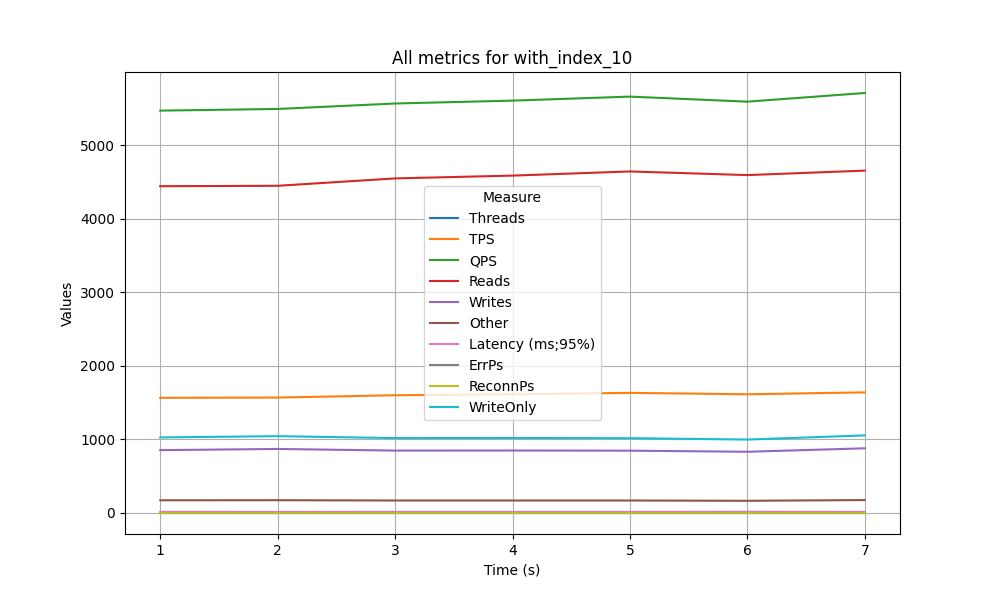 All metrics for with_index_10
Values
5000
4000
3000
2000
1000
0
Measure
Threads
TPS
QPS
Reads
Writes
Other
Latency (ms;95%)
ErrPs
ReconnPs
WriteOnly
1 2 3 4 5 6 7
Time (s)